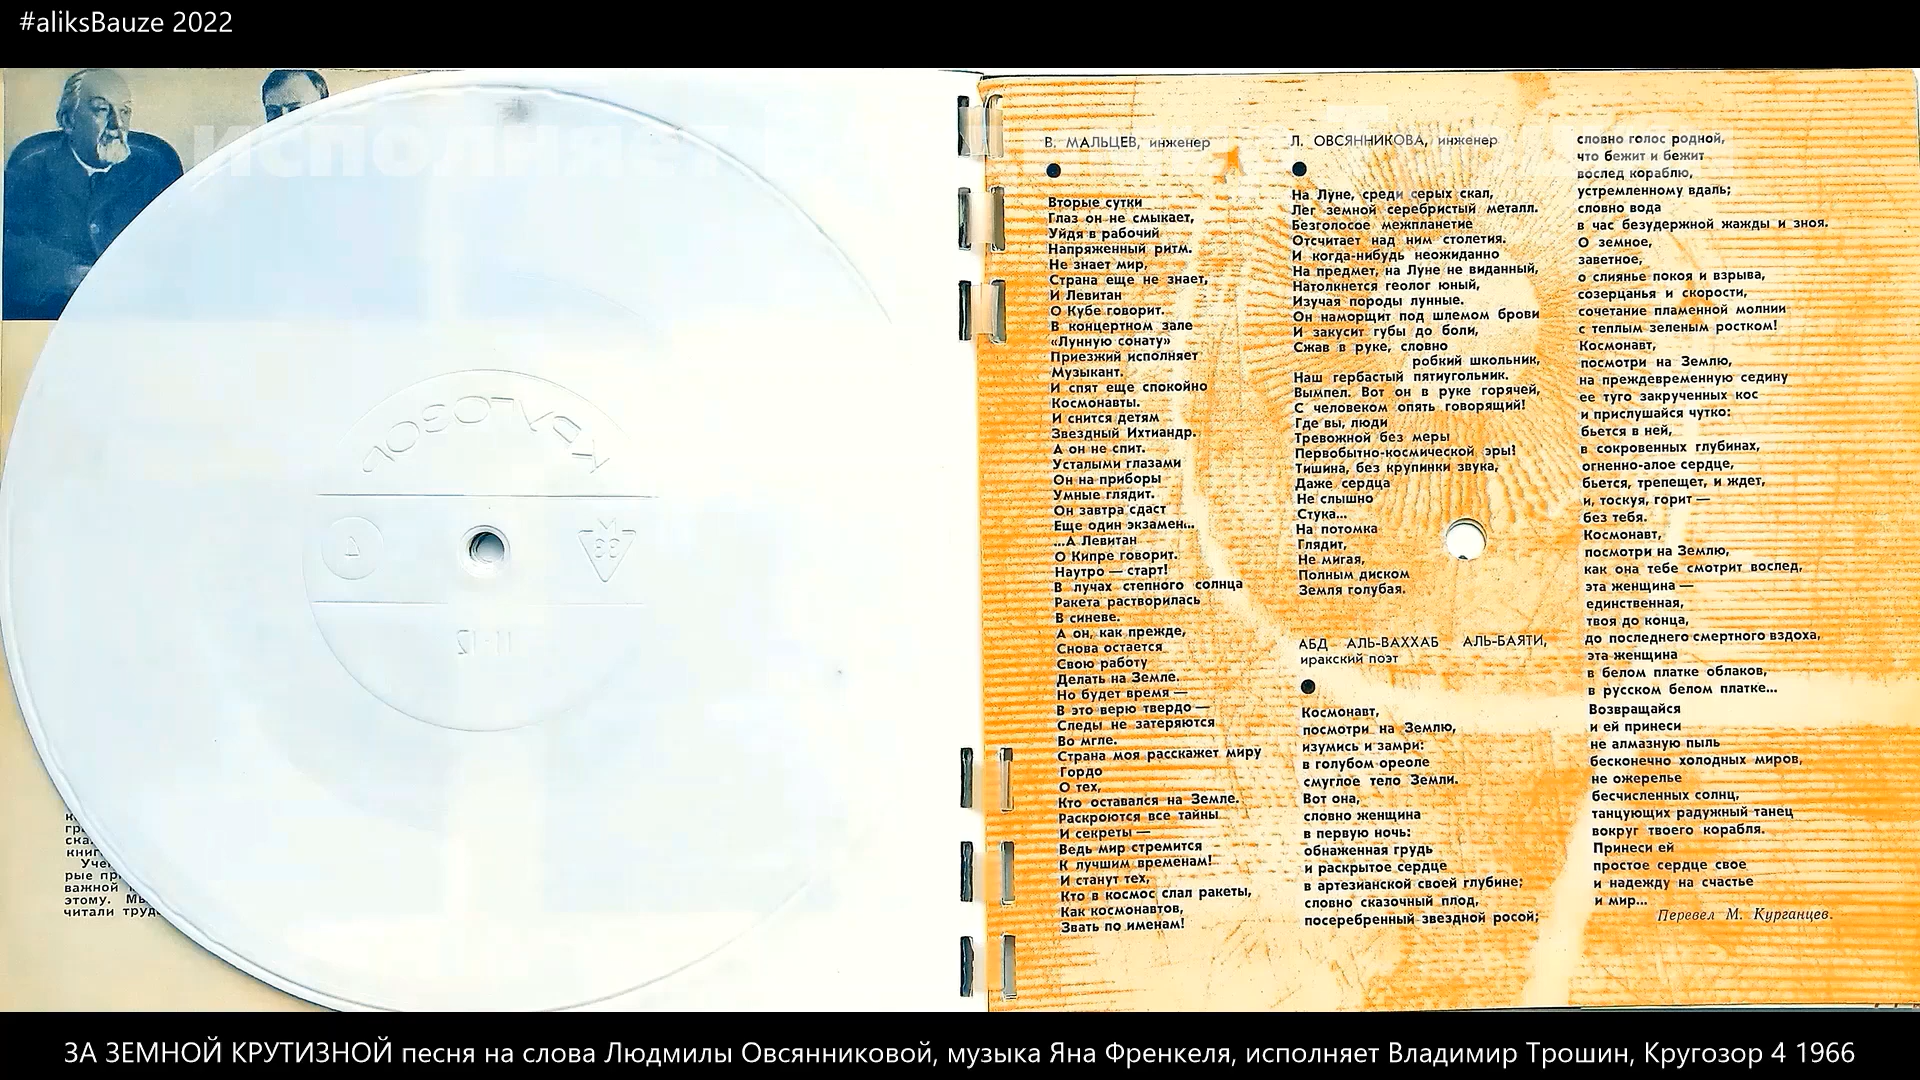 #aliksBauze 2022
исполняет
В. МАЛЬЦЕВ, инженер
Вторые сутки
Глаз он не смыкает,
Уйдя в рабочий
Напряженный ритм.
Не знает мир,
Страна еще не знает,
И Левитан
О Кубе говорит.
В концертном зале
«Лунную сонату»
Приезжий исполняет
Музыкант.
И спят еще спокойно
Космонавты.
И снится детям
Звездный Ихтиандр.
А он не спит.
Усталыми глазами
Он на приборы
Умные глядит.
Он завтра сдаст
Еще один экзамен...
...А Левитан
О Кипре говорит.
Наутро — старт!
В лучах степного солнца
Ракета растворилась
В синеве.
А он, как прежде,
Снова остается
Свою работу
Делать на Земле.
Но будет время —
В это верю твердо —
Следы не затеряются
Во мгле.
Страна моя расскажет миру
Гордо
О тех,
Кто оставался на Земле.
Раскроются все тайны
И секреты —
Ведь мир стремится
К лучшим временам!
И станут тех,
Кто в космос слал ракеты,
Как космонавтов,
Звать по именам!
Л. ОВСЯННИКОВА, инженер
На Луне, среди серых скал,
Лег земной серебристый металл.
Безголосое межпланетие
Отсчитает над ним столетия.
И когда-нибудь неожиданно
На предмет, на Луне не виданный,
Натолкнется геолог юный,
Изучая породы лунные.
Он наморщит под шлемом брови
И закусит губы до боли,
Сжав в руке, словно
робкий школьник,
Наш гербастый пятиугольник.
Вымпел. Вот он в руке горячей,
С человеком опять говорящий!
Где вы, люди
Тревожной без меры
Первобытно-космической эры!
Тишина, без крупинки звука,
Даже сердца
Не слышно
Стука...
На потомка
Глядит,
Не мигая,
Полным диском
Земля голубая.
АБД АЛЬ-ВАХХАБ АЛЬ-БАЯТИ,
иракский поэт
Космонавт,
посмотри на Землю,
изумись и замри:
в голубом ореоле
смуглое тело Земли.
Вот она,
словно женщина
в первую ночь:
обнаженная грудь
и раскрытое сердце
в артезианской своей глубине;
словно сказочный плод,
посеребренный звездной росой;
словно голос родной,
что бежит и бежит
вослед кораблю,
устремленному вдаль;
словно вода
в час безудержной жажды и зноя.
О земное,
заветное,
о слиянье покоя и взрыва,
созерцанья и скорости,
сочетание пламенной молнии
с теплым зеленым ростком!
Космонавт,
посмотри на Землю,
на преждевременную седину
ее туго закрученных кос
и прислушайся чутко:
бьется в ней,
в сокровенных глубинах,
огненно-алое сердце,
бьется, трепещет, и ждет,
и, тоскуя, горит —
без тебя.
Космонавт,
посмотри на Землю,
как она тебе смотрит вослед,
эта женщина —
единственная,
твоя до конца,
до последнего смертного вздоха,
эта женщина
в белом платке облаков,
в русском белом платке...
Возвращайся
и ей принеси
не алмазную пыль
бесконечно холодных миров,
не ожерелье
бесчисленных солнц,
танцующих радужный танец
вокруг твоего корабля.
Принеси ей
простое сердце свое
и надежду на счастье
и мир...
Перевел М. Курганцев.
КРУГОЗОР
4
М
33
11-12
книг
Уче
важной
этому.
читали труд
ЗА ЗЕМНОЙ КРУТИЗНОЙ песня на слова Людмилы Овсянниковой, музыка Яна Френкеля, исполняет Владимир Трошин, Кругозор 4 1966